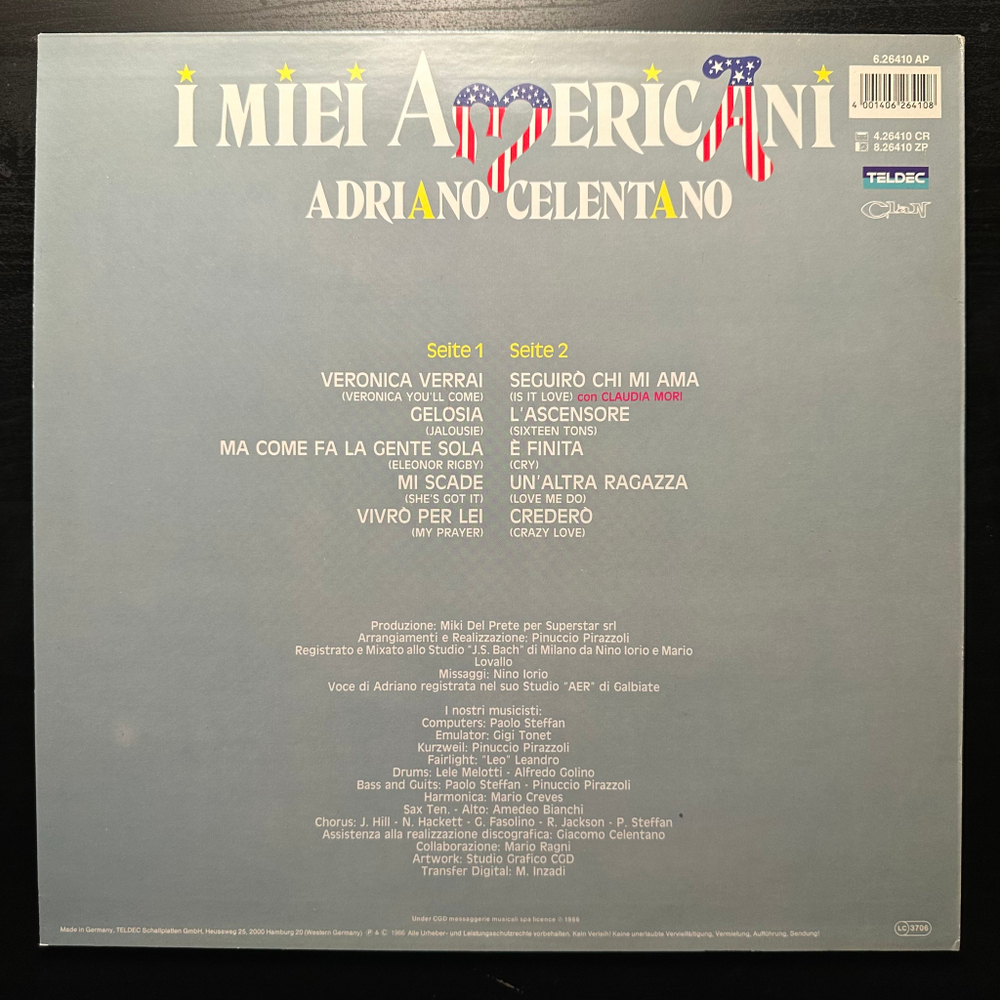 I MIEI AMERICANI
ADRIANO CELENTANO
6.26410 AP
4 001406 264108
4.26410 CR
8.26410 ZP
TELDEC
CLAN
Seite 1
VERONICA VERRAI
(VERONICA YOU'LL COME)
GELOSIA
(JALOUSIE)
MA COME FA LA GENTE SOLA
(ELEONOR RIGBY)
MI SCADE
(SHE'S GOT IT)
VIVRÒ PER LEI
(MY PRAYER)
Seite 2
SEGUIRÒ CHI MI AMA
(IS IT LOVE) con CLAUDIA MORI
L'ASCENSORE
(SIXTEEN TONS)
È FINITA
(CRY)
UN'ALTRA RAGAZZA
(LOVE ME DO)
CREDERÒ
(CRAZY LOVE)
Produzione: Miki Del Prete per Superstar srl
Arrangiamenti e Realizzazione: Pinuccio Pirazzoli
Registrato e Mixato allo Studio "J.S. Bach" di Milano da Nino Iorio e Mario
Lovallo
Missaggi: Nino Iorio
Voce di Adriano registrata nel suo Studio "AER" di Galbiate
I nostri musicisti:
Computers: Paolo Steffan
Emulator: Gigi Tonet
Kurzweil: Pinuccio Pirazzoli
Fairlight: "Leo" Leandro
Drums: Lele Melotti - Alfredo Golino
Bass and Guits: Paolo Steffan - Pinuccio Pirazzoli
Harmonica: Mario Creves
Sax Ten. - Alto: Amedeo Bianchi
Chorus: J. Hill - N. Hackett - G. Fasolino - R. Jackson - P. Steffan
Assistenza alla realizzazione discografica: Giacomo Celentano
Collaborazione: Mario Ragni
Artwork: Studio Grafico CGD
Transfer Digital: M. Inzadi
Under CGD messaggerie musicali spa licence ℗ 1986
Made in Germany, TELDEC Schallplatten GmbH, Heussweg 25, 2000 Hamburg 20 (Western Germany) ℗ & © 1986 Alle Urheber- und Leistungsschutzrechte vorbehalten. Kein Verleih! Keine unerlaubte Vervielfältigung, Vermietung, Aufführung, Sendung!
LC 3706